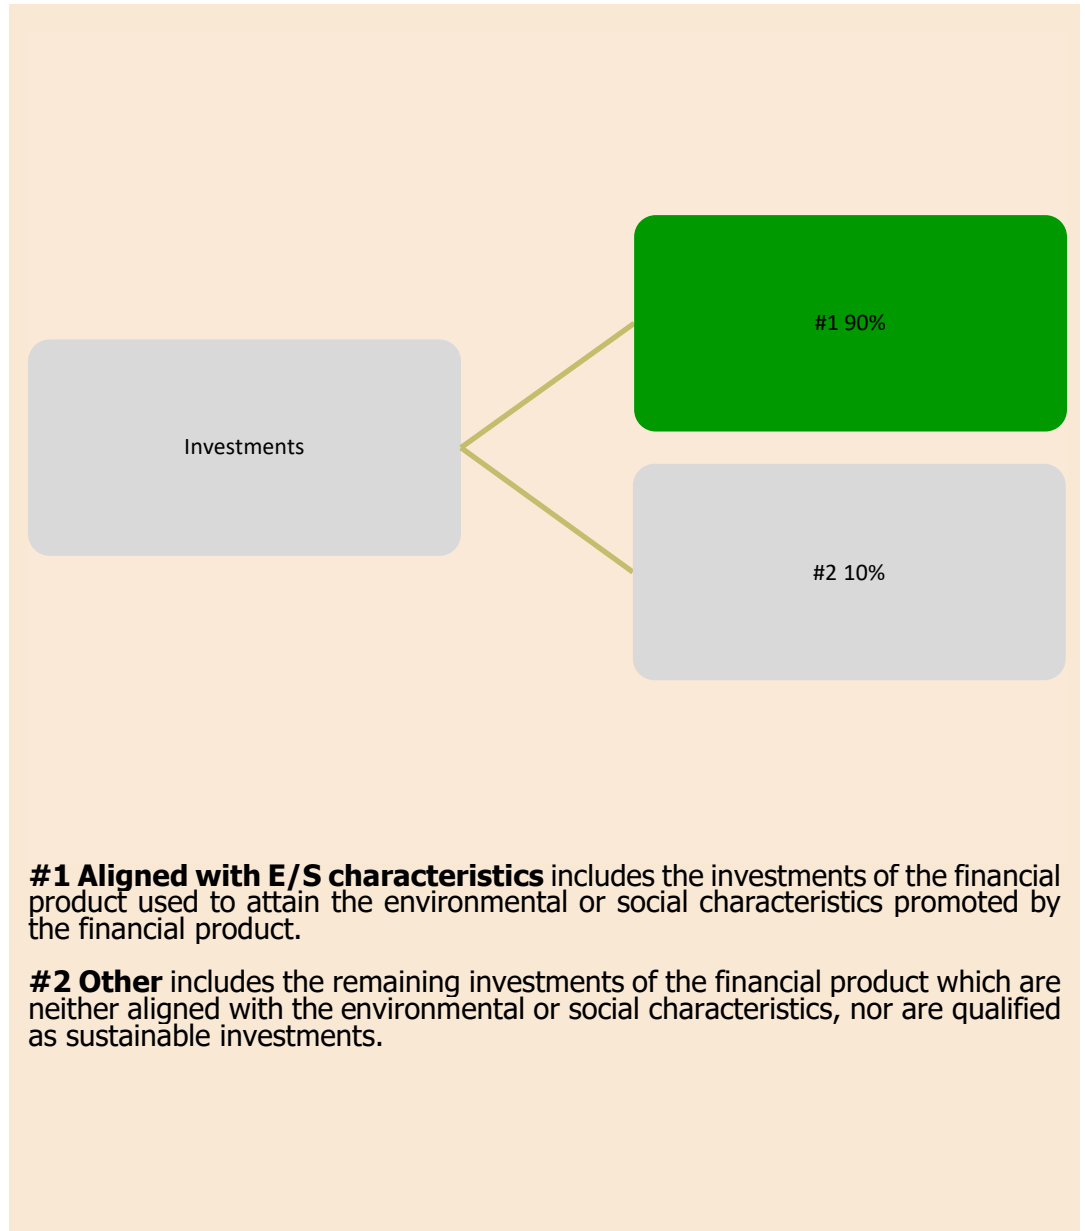 #1 90%
Investments
#2 10%
#1 Aligned with E/S characteristics includes the investments of the financial
product used to attain the environmental or social characteristics promoted by
the financial product.
#2 Other includes the remaining investments of the financial product which are
neither aligned with the environmental or social characteristics, nor are qualified
as sustainable investments.